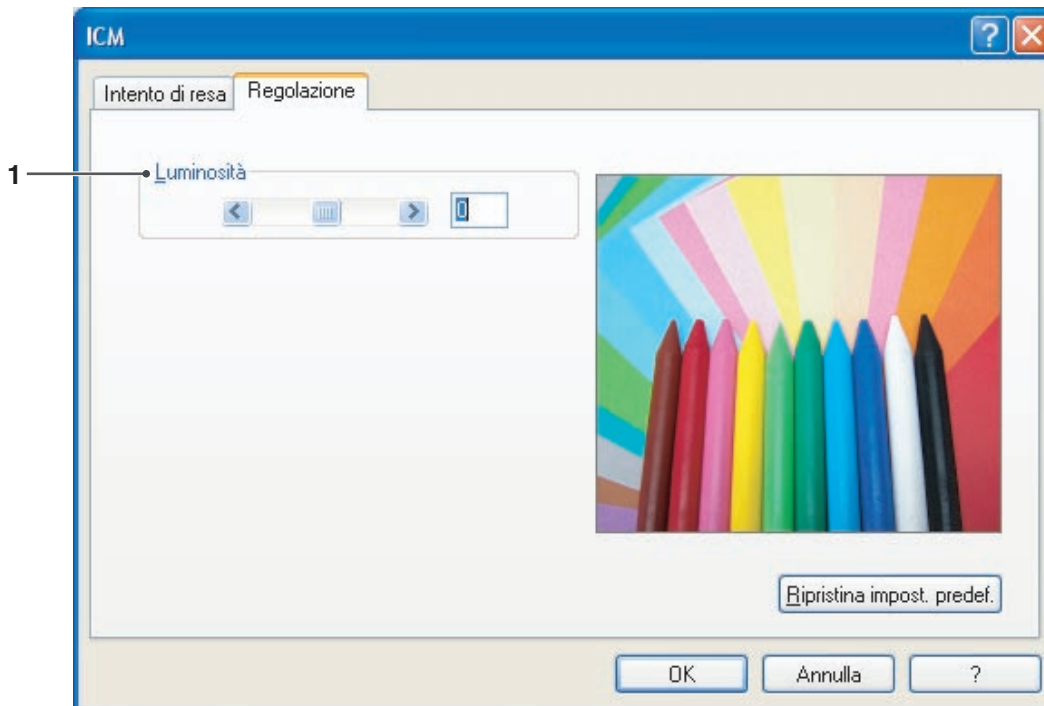 ICM
?
Intento di resa
Regolazione
1
Luminosità
0
Ripristina impost. predef.
OK
Annulla
?